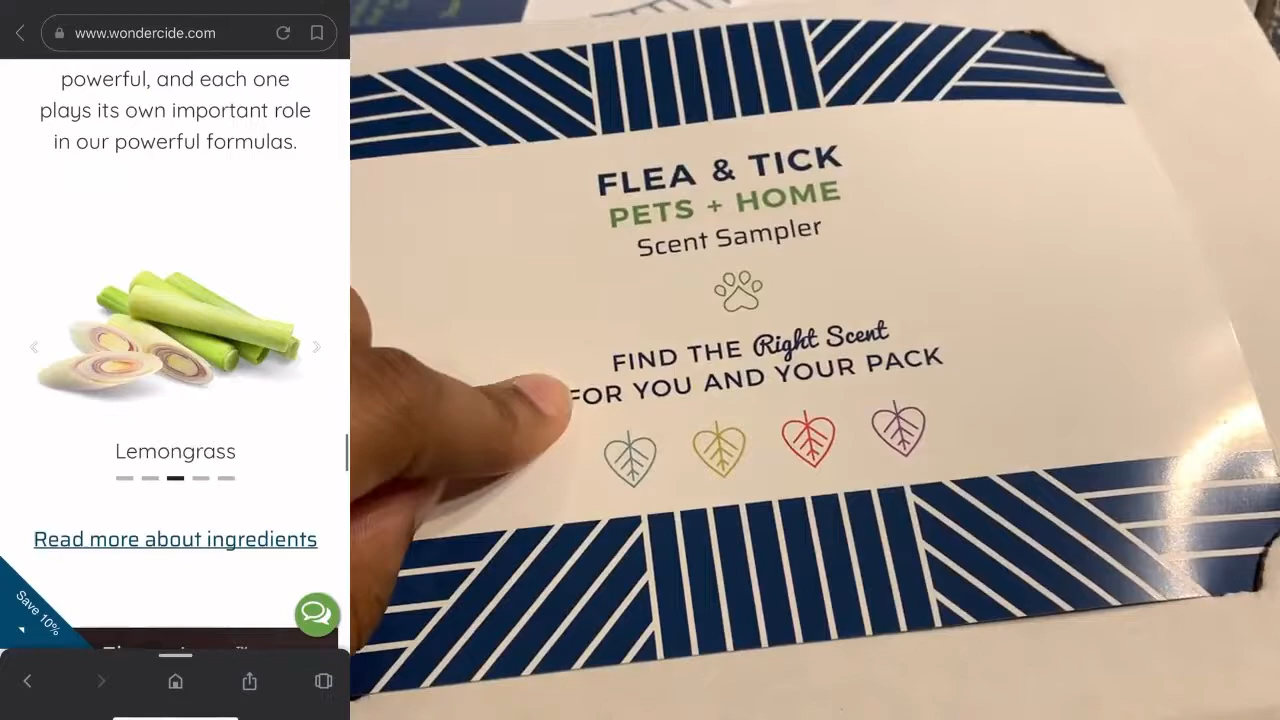 www.wondercide.com
powerful, and each one
plays its own important role
in our powerful formulas.
Lemongrass
Read more about ingredients
Save 10%
FLEA & TICK
PETS + HOME
Scent Sampler
FIND THE Right Scent
FOR YOU AND YOUR PACK